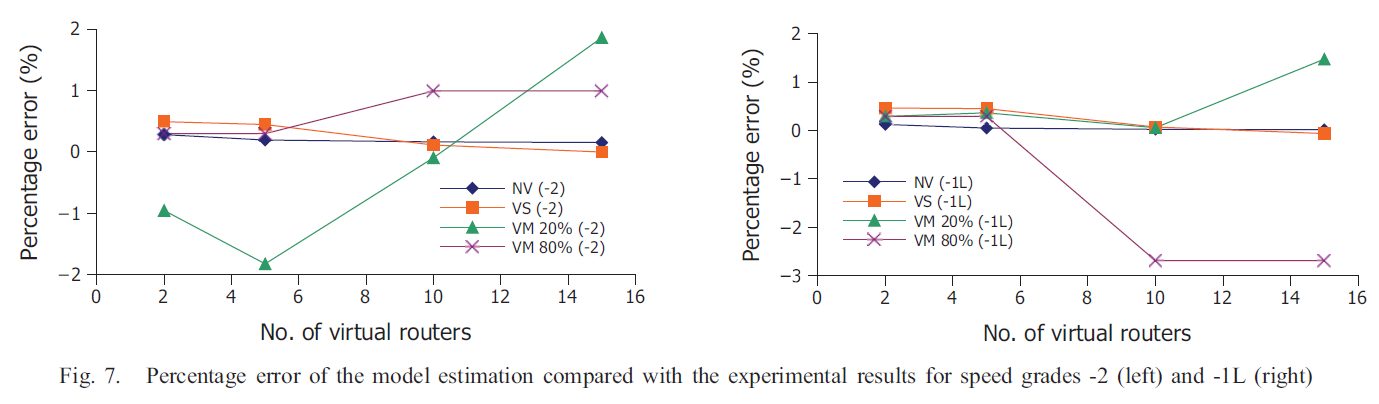 Percentage error (%)
2
1
0
−1
−2
0 2 4 6 8 10 12 14 16
No. of virtual routers
NV (-2)
VS (-2)
VM 20% (-2)
VM 80% (-2)
Percentage error (%)
2
1
0
−1
−2
−3
0 2 4 6 8 10 12 14 16
No. of virtual routers
NV (-1L)
VS (-1L)
VM 20% (-1L)
VM 80% (-1L)
Fig. 7. Percentage error of the model estimation compared with the experimental results for speed grades -2 (left) and -1L (right)